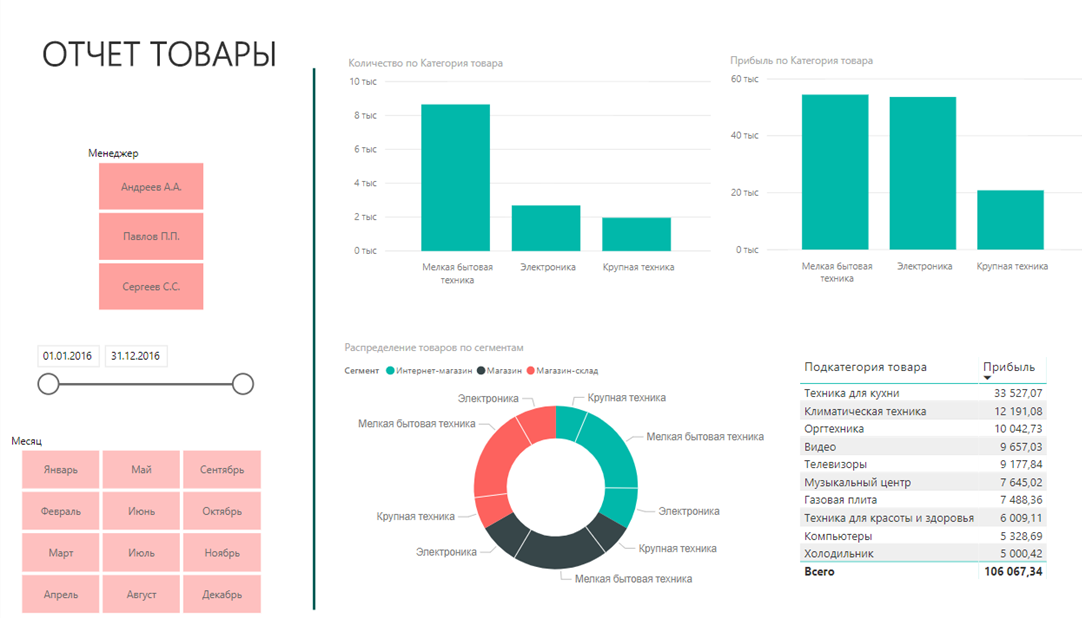 ОТЧЕТ ТОВАРЫ
Менеджер
Андреев А.А.
Павлов П.П.
Сергеев С.С.
01.01.2016 31.12.2016
Месяц
Январь Май Сентябрь
Февраль Июнь Октябрь
Март Июль Ноябрь
Апрель Август Декабрь
Количество по Категория товара
10 тыс
8 тыс
6 тыс
4 тыс
2 тыс
0 тыс
Мелкая бытовая
техника
Электроника
Крупная техника
Прибыль по Категория товара
60 тыс
40 тыс
20 тыс
0 тыс
Мелкая бытовая
техника
Электроника
Крупная техника
Распределение товаров по сегментам
Сегмент Интернет-магазин Магазин Магазин-склад
Электроника
Крупная техника
Мелкая бытовая техника
Мелкая бытовая техника
Крупная техника
Электроника
Электроника
Крупная техника
Мелкая бытовая техника
Подкатегория товара Прибыль
Техника для кухни 33 527,07
Климатическая техника 12 191,08
Оргтехника 10 042,73
Видео 9 657,03
Телевизоры 9 177,84
Музыкальный центр 7 645,02
Газовая плита 7 488,36
Техника для красоты и здоровья 6 009,11
Компьютеры 5 328,69
Холодильник 5 000,42
Всего 106 067,34